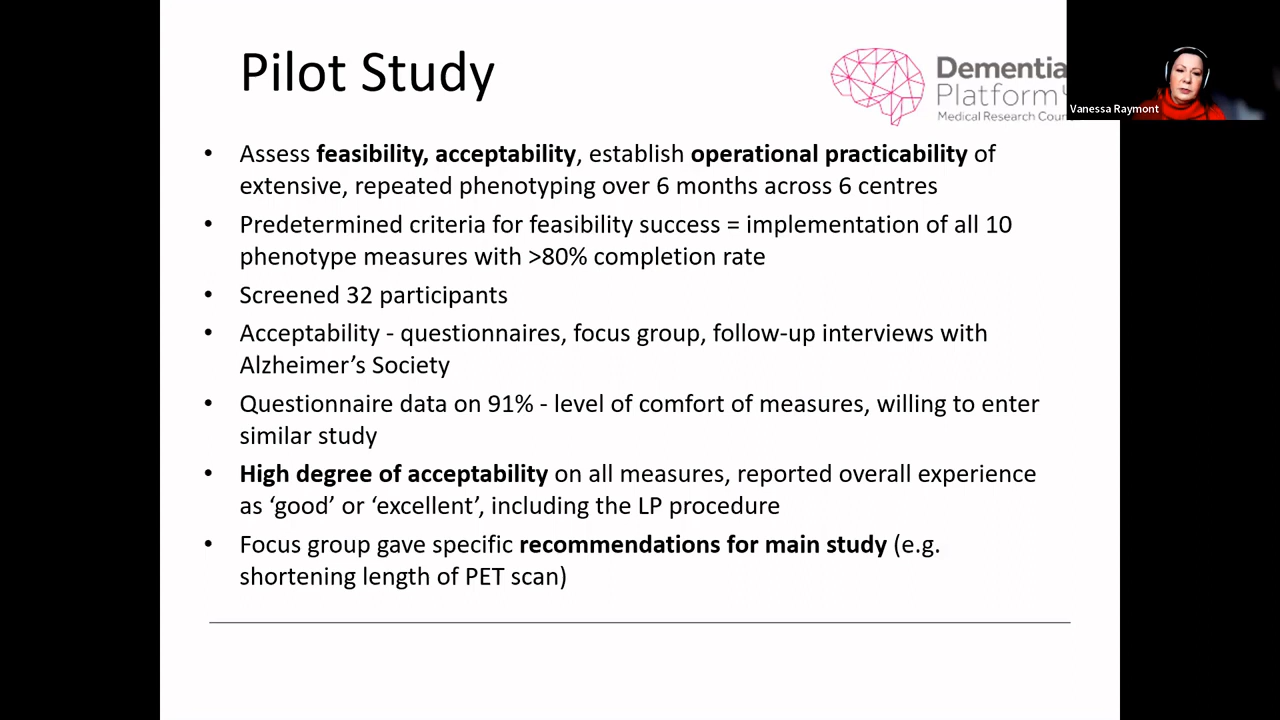 Pilot Study
Dementia
Platform
Medical Research Coun
Vanessa Raymont
• Assess feasibility, acceptability, establish operational practicability of
extensive, repeated phenotyping over 6 months across 6 centres
• Predetermined criteria for feasibility success = implementation of all 10
phenotype measures with >80% completion rate
• Screened 32 participants
• Acceptability - questionnaires, focus group, follow-up interviews with
Alzheimer’s Society
• Questionnaire data on 91% - level of comfort of measures, willing to enter
similar study
• High degree of acceptability on all measures, reported overall experience
as ‘good’ or ‘excellent’, including the LP procedure
• Focus group gave specific recommendations for main study (e.g.
shortening length of PET scan)